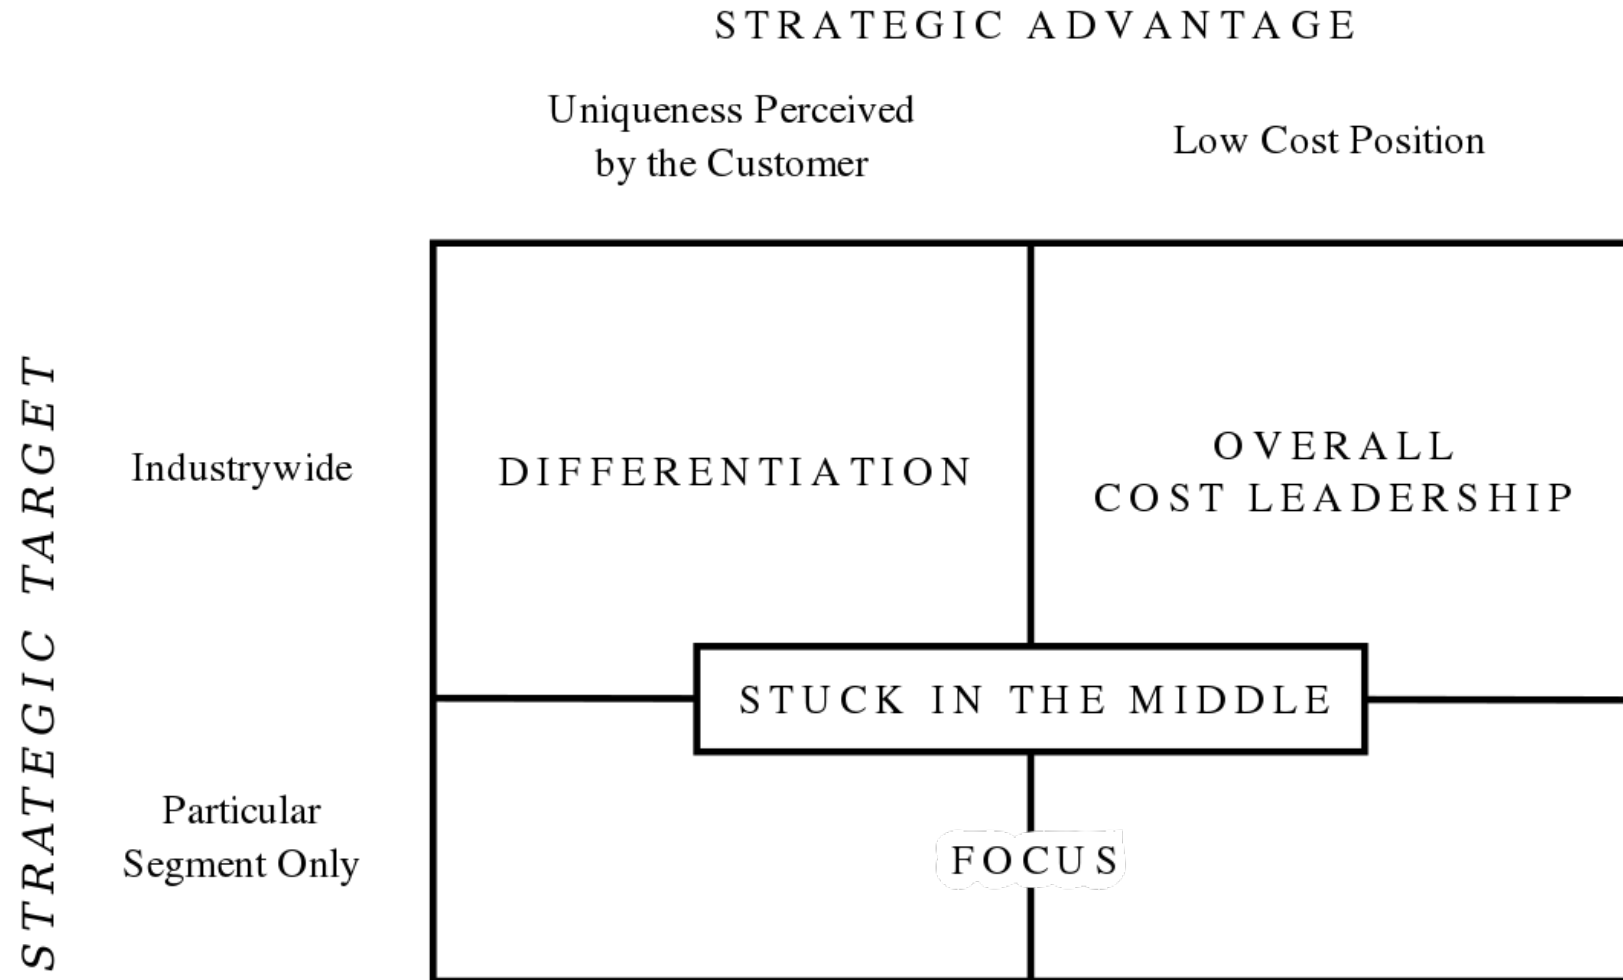 STRATEGIC ADVANTAGE
Uniqueness Perceived
by the Customer
Low Cost Position
STRATEGIC TARGET
Industrywide
DIFFERENTIATION
OVERALL
COST LEADERSHIP
STUCK IN THE MIDDLE
Particular
Segment Only
FOCUS